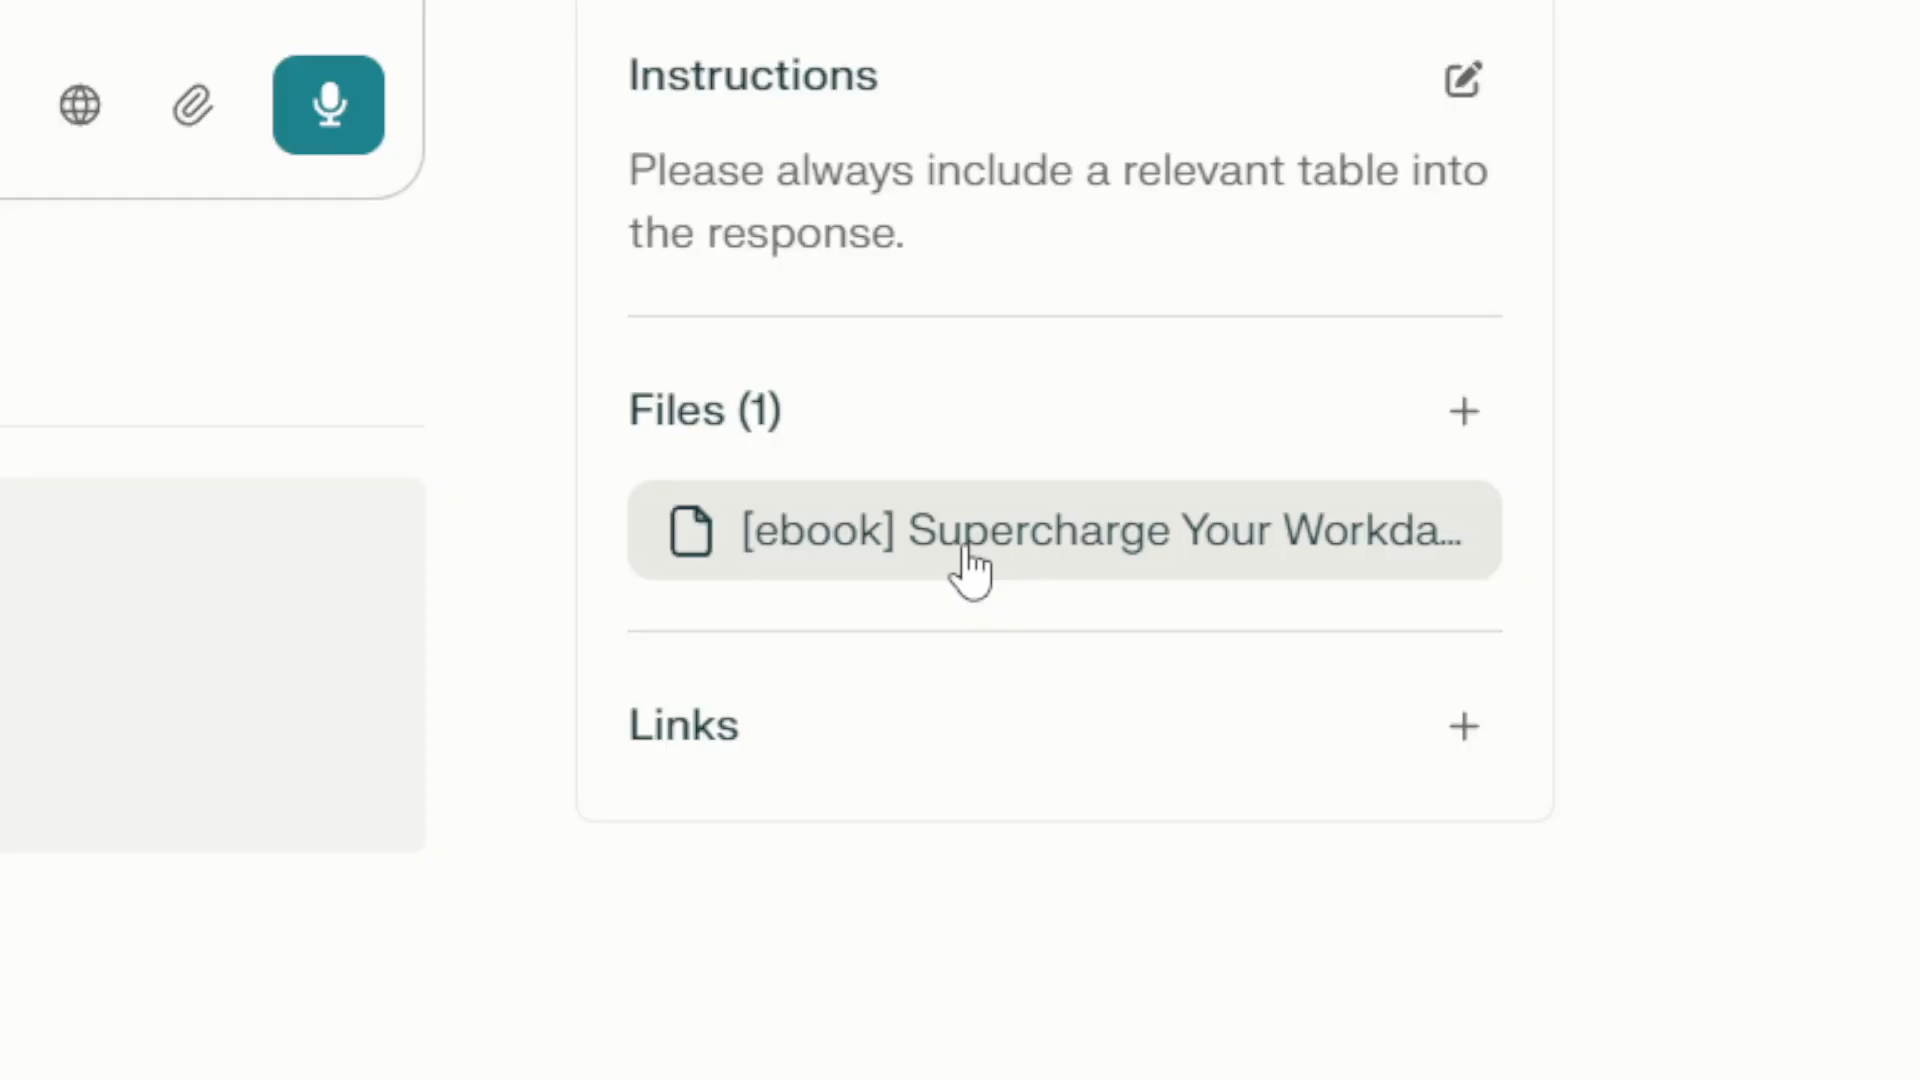 Instructions
Please always include a relevant table into
the response.
Files (1)
[ebook] Supercharge Your Workda...
Links